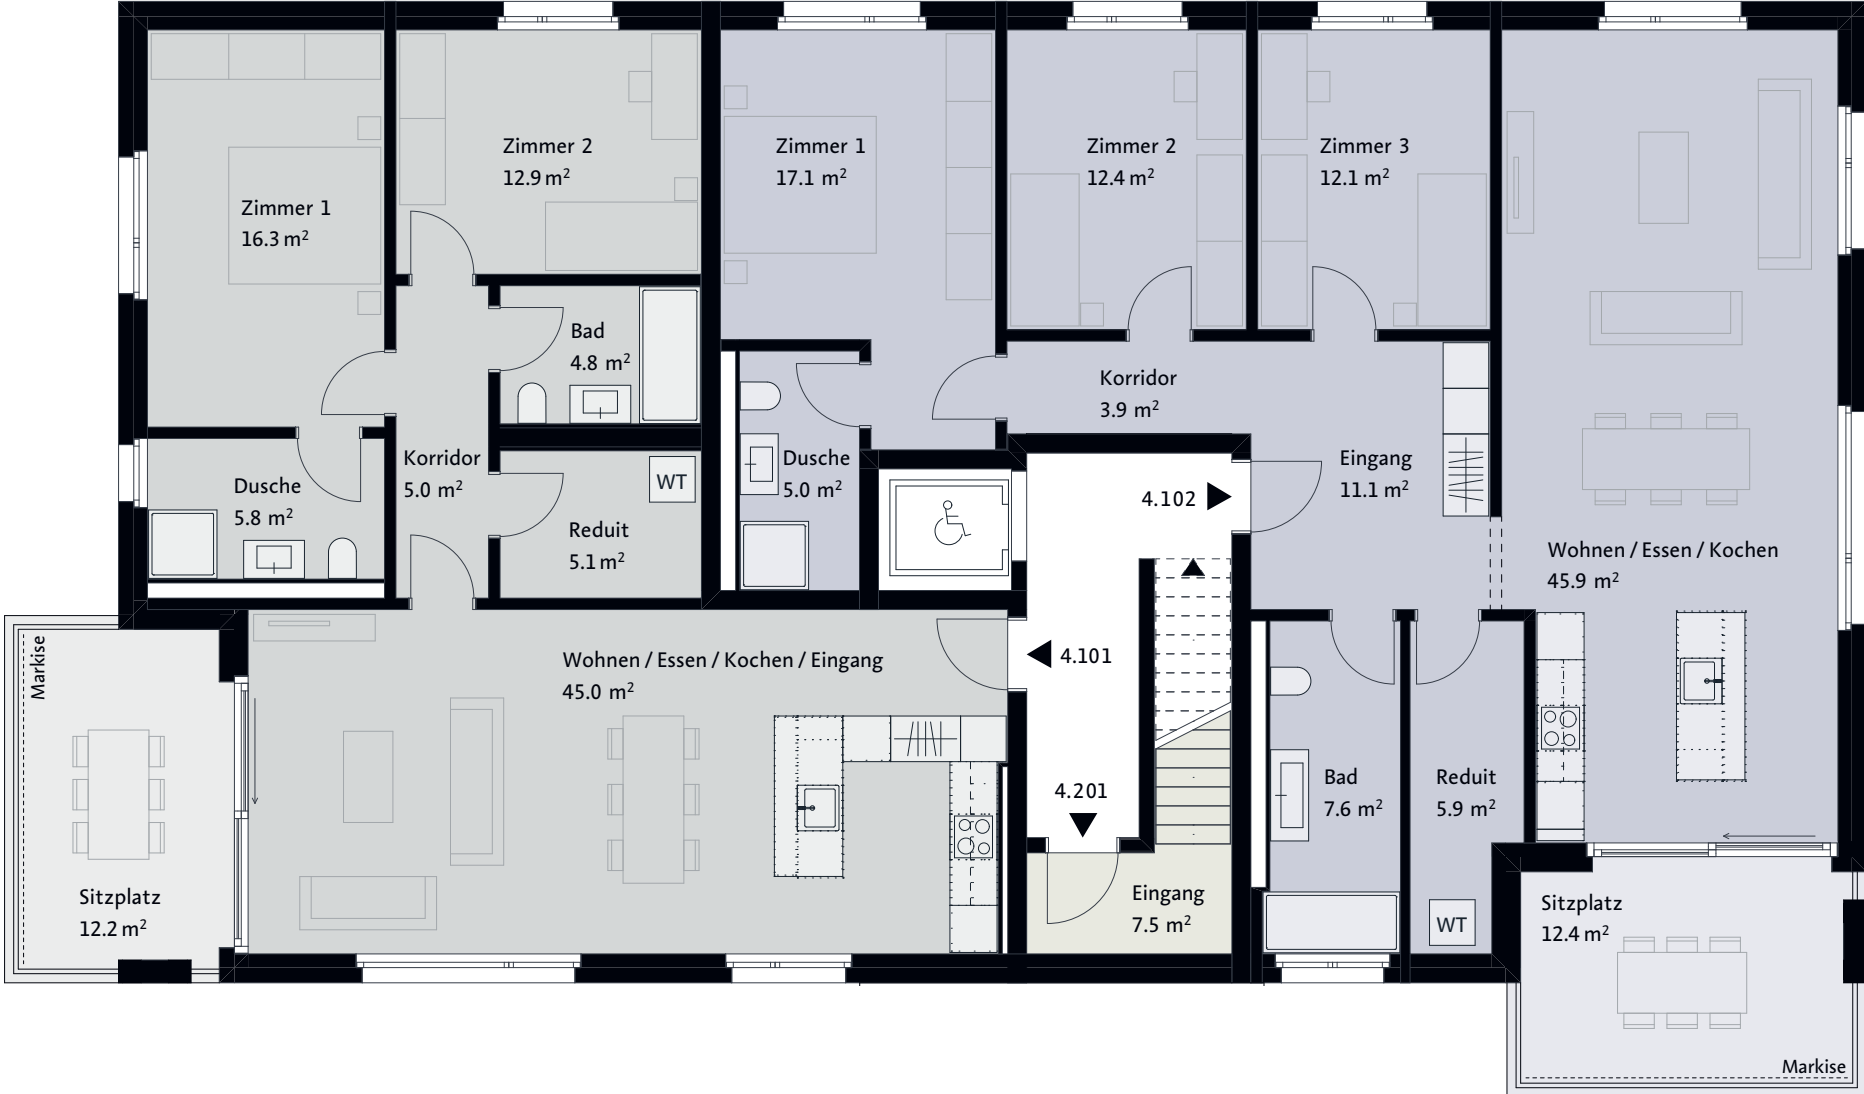 Zimmer 1
16.3 m²
Zimmer 2
12.9 m²
Zimmer 1
17.1 m²
Zimmer 2
12.4 m²
Zimmer 3
12.1 m²
Bad
4.8 m²
Korridor
3.9 m²
Dusche
5.8 m²
Korridor
5.0 m²
WT
Reduit
5.1 m²
Dusche
5.0 m²
4.102
Eingang
11.1 m²
Wohnen / Essen / Kochen
45.9 m²
Markise
Wohnen / Essen / Kochen / Eingang
45.0 m²
4.101
4.201
Bad
7.6 m²
Reduit
5.9 m²
Sitzplatz
12.2 m²
Eingang
7.5 m²
WT
Sitzplatz
12.4 m²
Markise